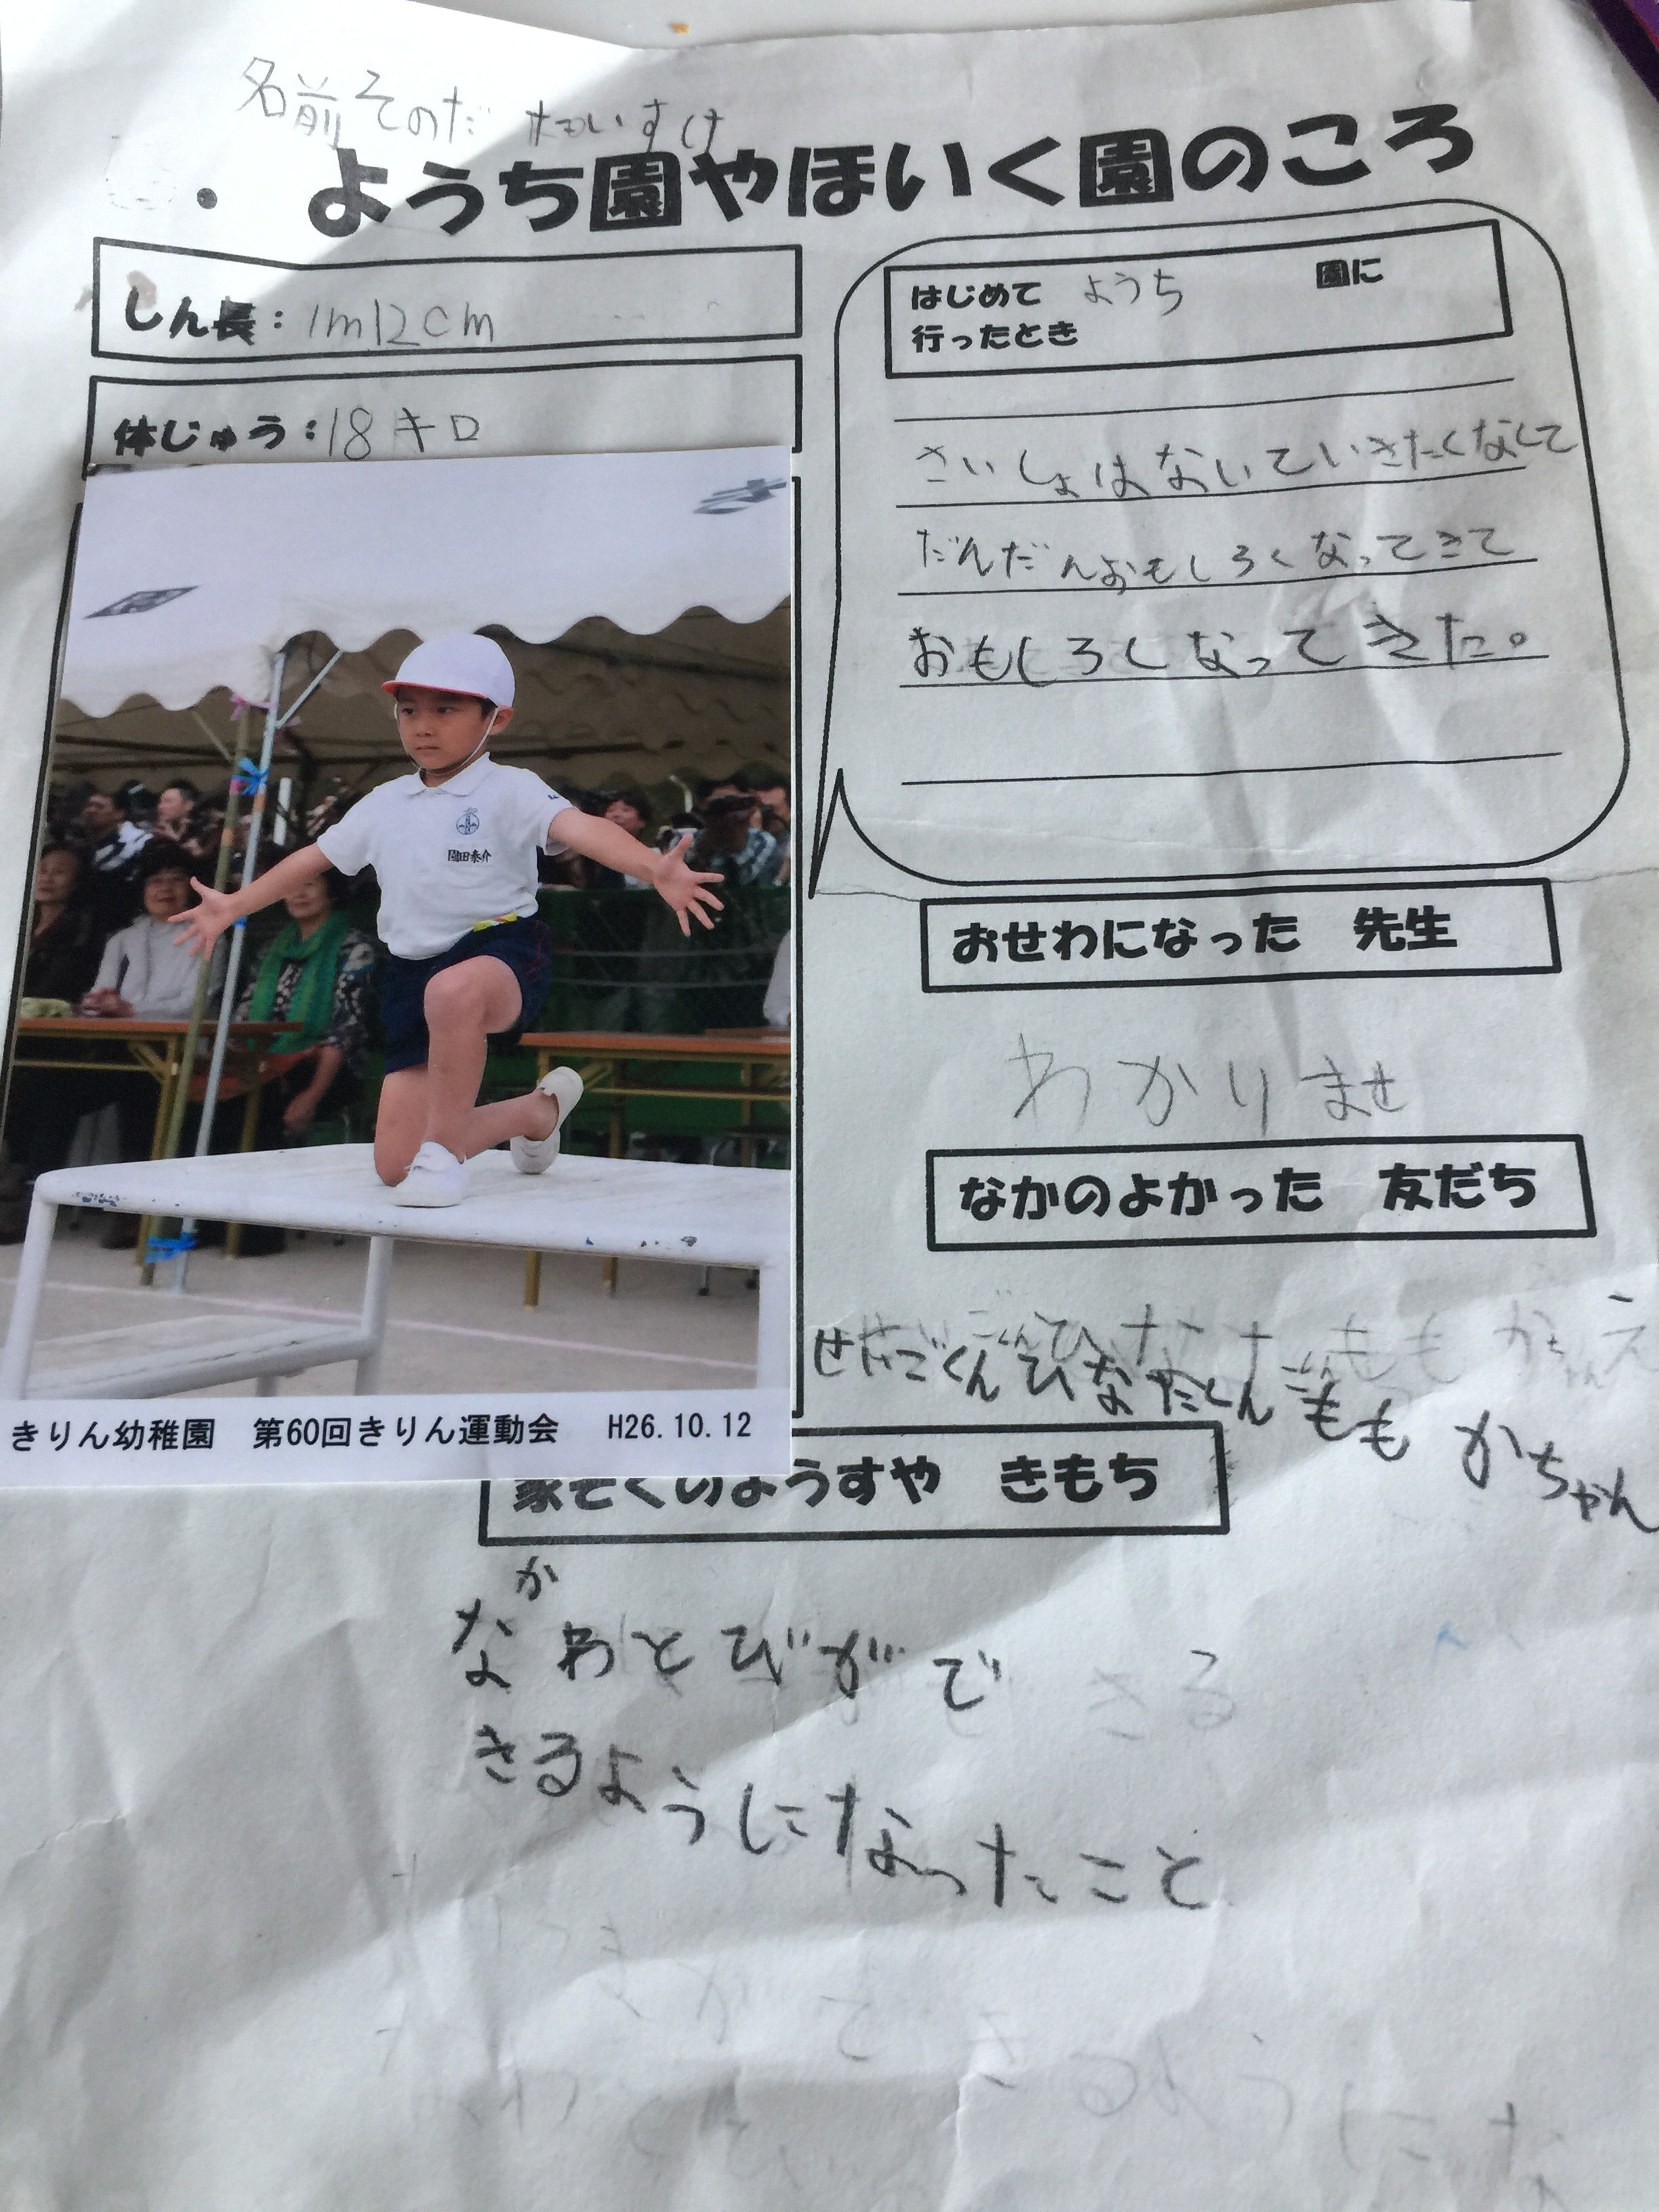 名前 そのだ たいすけ
・ ようち園やほいく園のころ
しん長：1m12cm
体じゅう：18キロ
はじめて ようち 園に
行ったとき
さいしょはないていきたくなくて
だんだんおもしろくなってきて
おもしろくなってきた。
園田泰介
おせわになった 先生
わかりませ
なかのよかった 友だち
くんひなたくん
ももかちゃん
きりん幼稚園 第60回きりん運動会 H26.10.12
家ぞくのようすや きもち
か
なわとびがで
きるようになったこと